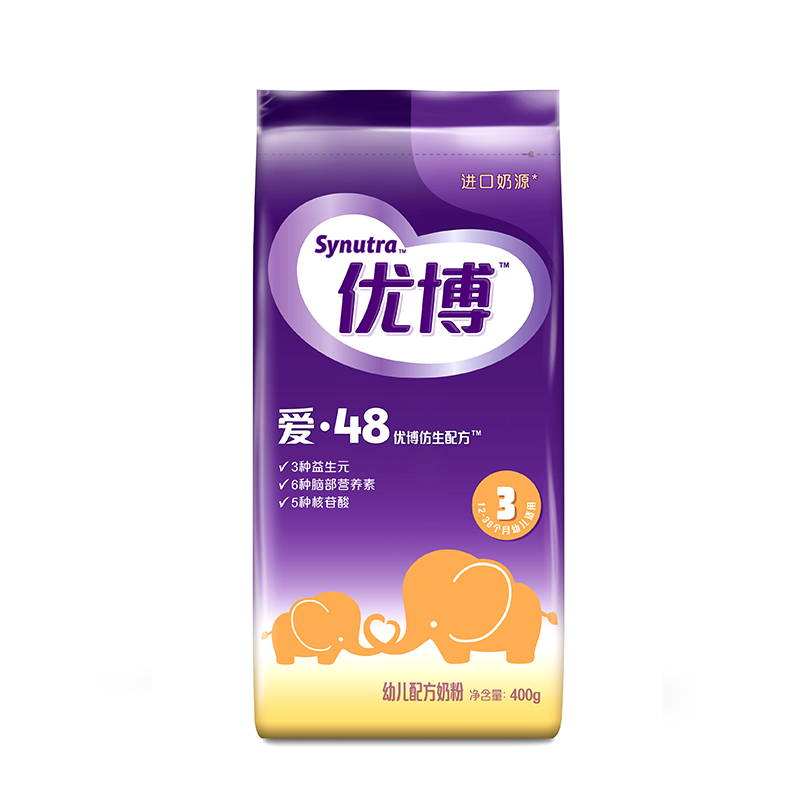 进口奶源*
Synutra™
优博™
爱·48 优博仿生配方™
✓3种益生元
✓6种脑部营养素
✓5种核苷酸
3
12-36个月幼儿适用
幼儿配方奶粉 净含量: 400g